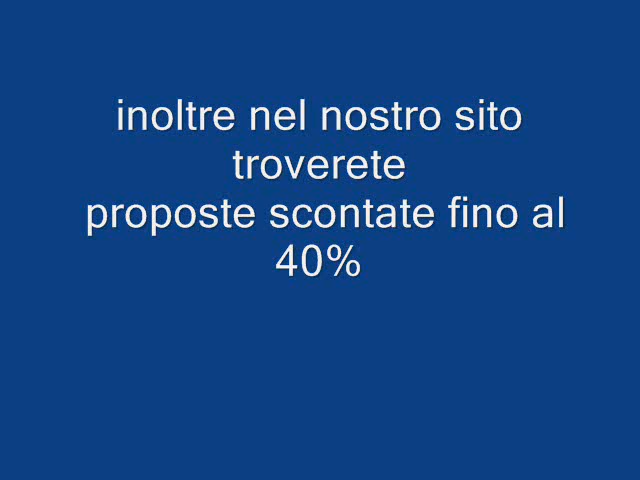 inoltre nel nostro sito
troverete
proposte scontate fino al
40%